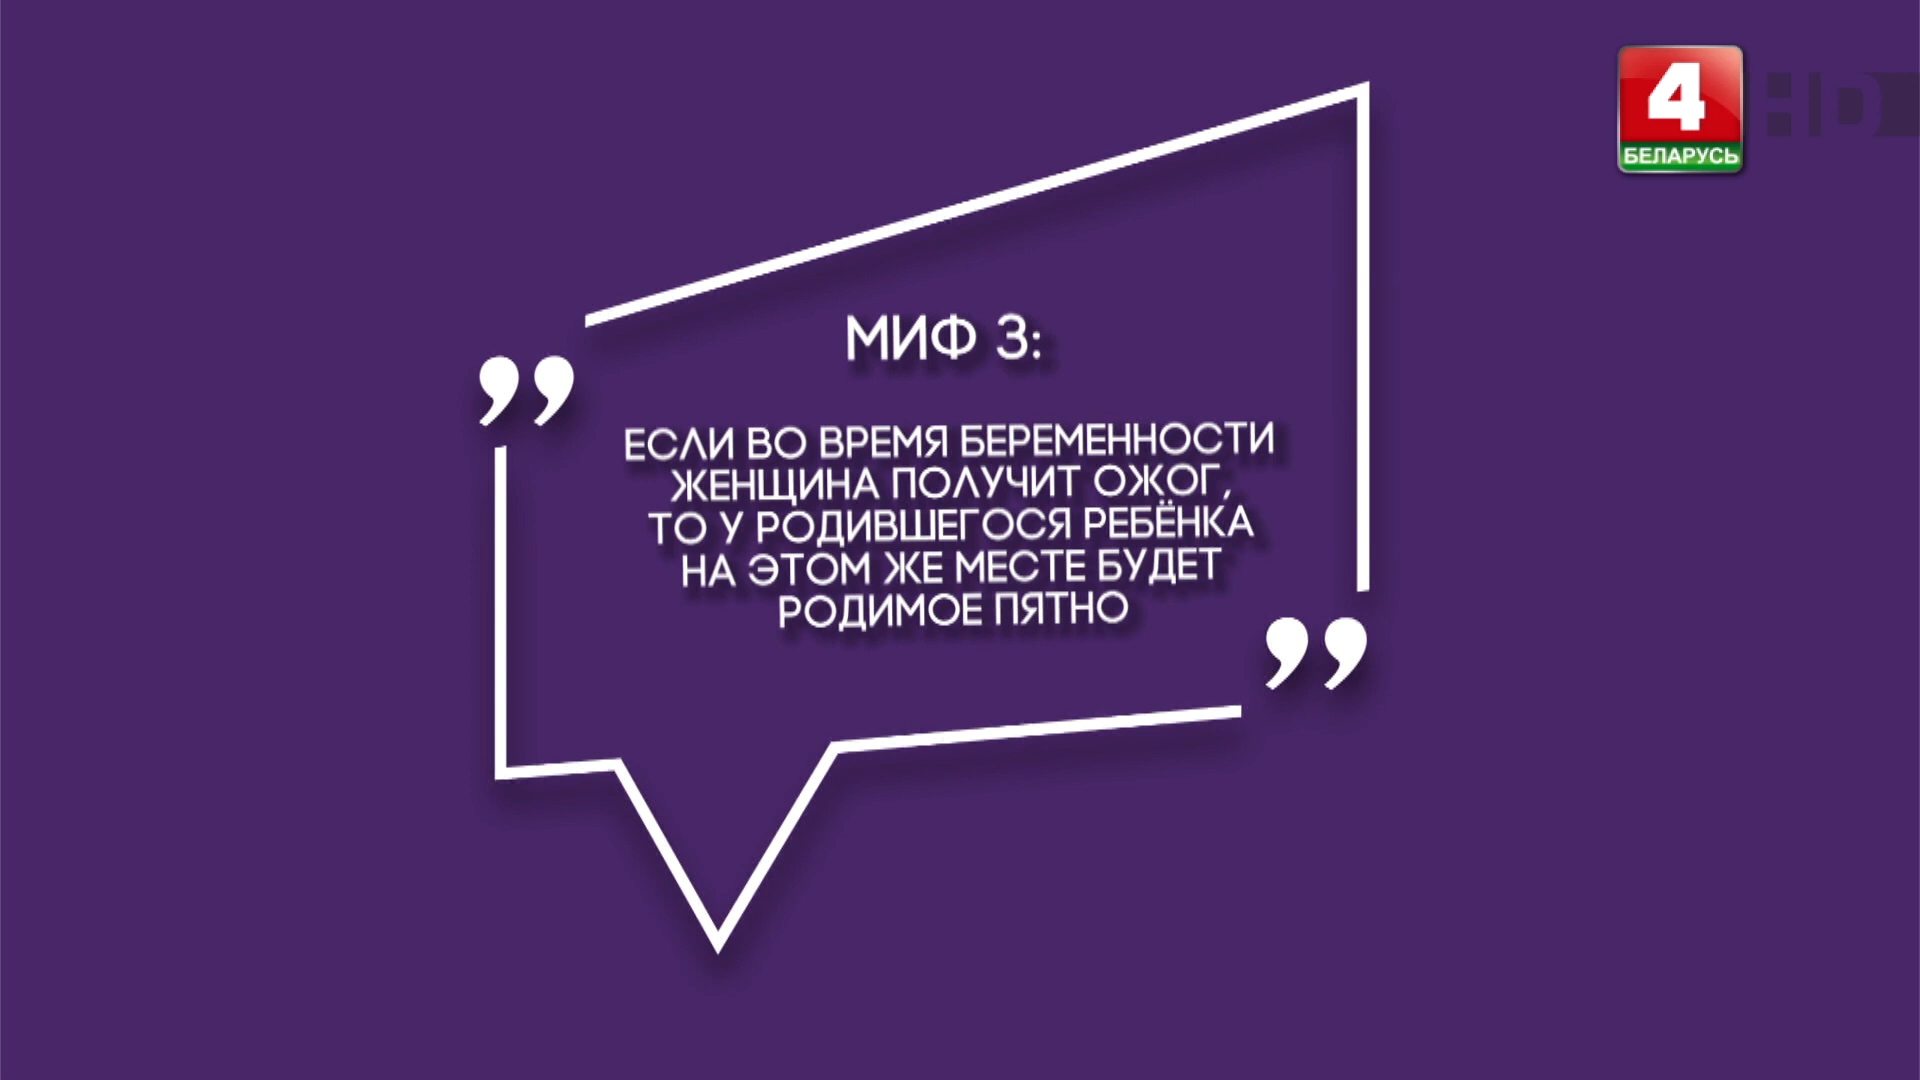 4
БЕЛАРУСЬ
HD
МИФ 3:
ЕСЛИ ВО ВРЕМЯ БЕРЕМЕННОСТИ
ЖЕНЩИНА ПОЛУЧИТ ОЖОГ,
ТО У РОДИВШЕГОСЯ РЕБЁНКА
НА ЭТОМ ЖЕ МЕСТЕ БУДЕТ
РОДИМОЕ ПЯТНО